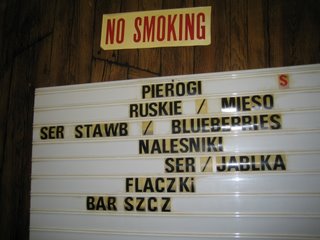 NO SMOKING
PIEROGI $
RUSKIE / MIESO
SER STAWB / BLUEBERRIES
NALESNIKI
SER / JABLKA
FLACZKi
BAR SZCZ